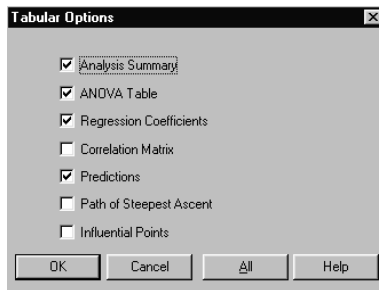 Tabular Options
Analysis Summary
ANOVA Table
Regression Coefficients
Correlation Matrix
Predictions
Path of Steepest Ascent
Influential Points
OK Cancel All Help